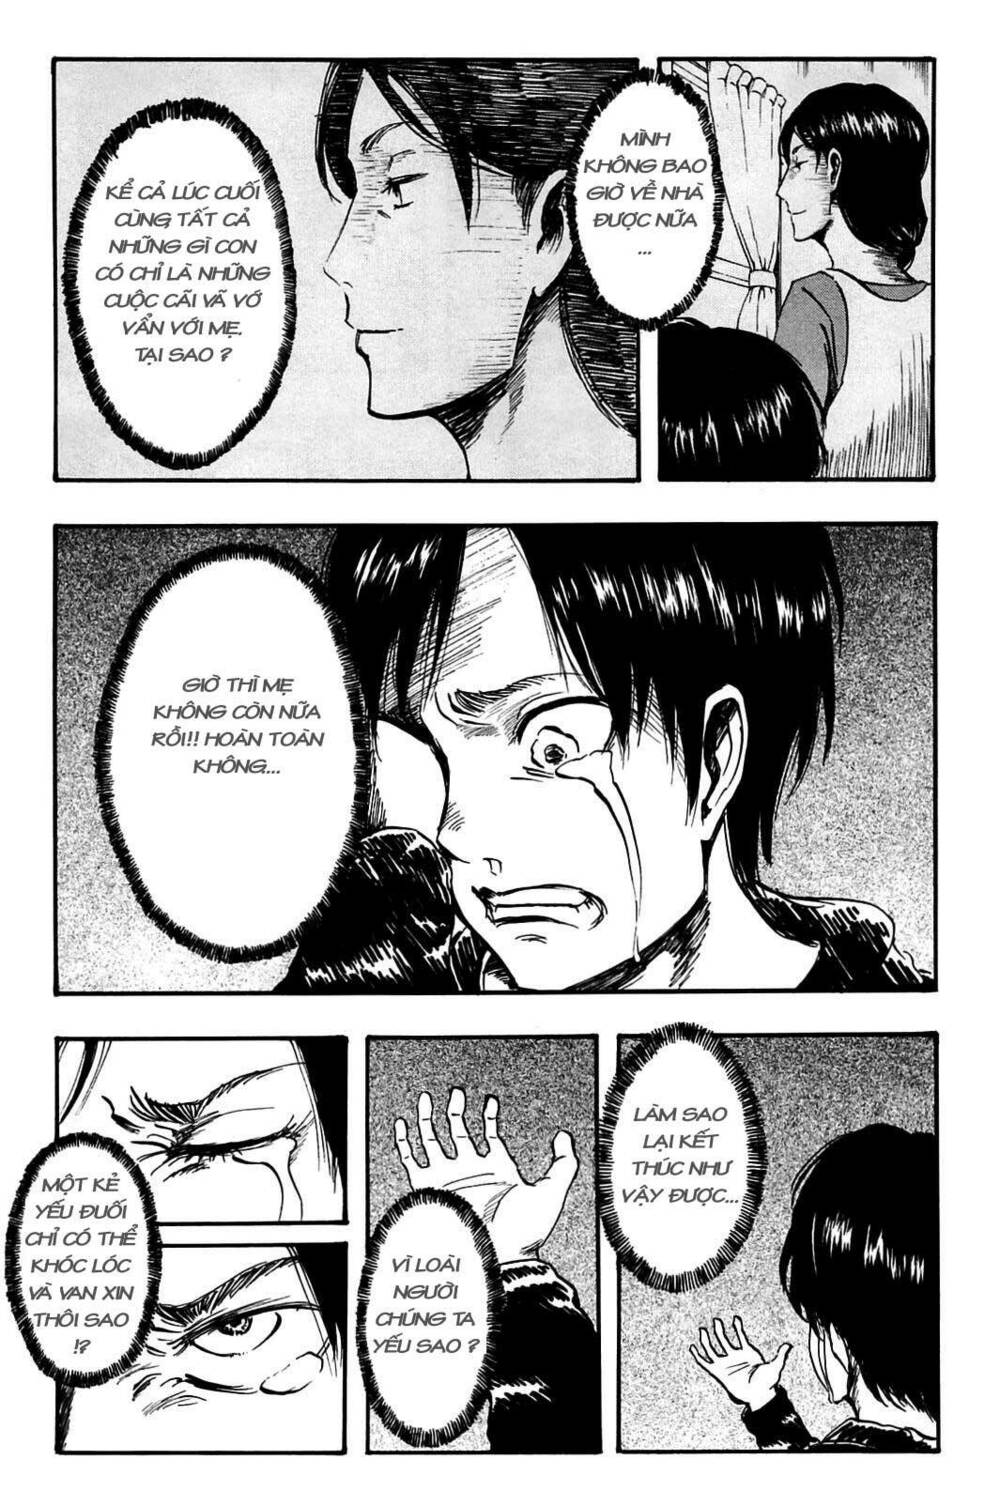 MÌNH
KHÔNG BAO
GIỜ VỀ NHÀ
ĐƯỢC NỮA
...
KỂ CẢ LÚC CUỐI
CÙNG, TẤT CẢ
NHỮNG GÌ CON
CÓ CHỈ LÀ NHỮNG
CUỘC CÃI VÃ VỚ
VẨN VỚI MẸ,
TẠI SAO ?
GIỜ THÌ MẸ
KHÔNG CÒN NỮA
RỒI!! HOÀN TOÀN
KHÔNG...
LÀM SAO
LẠI KẾT
THÚC NHƯ
VẬY ĐƯỢC...
VÌ LOÀI
NGƯỜI
CHÚNG TA
YẾU SAO ?
MỘT KẺ
YẾU ĐUỐI
CHỈ CÓ THỂ
KHÓC LÓC
VÀ VAN XIN
THÔI SAO
!?